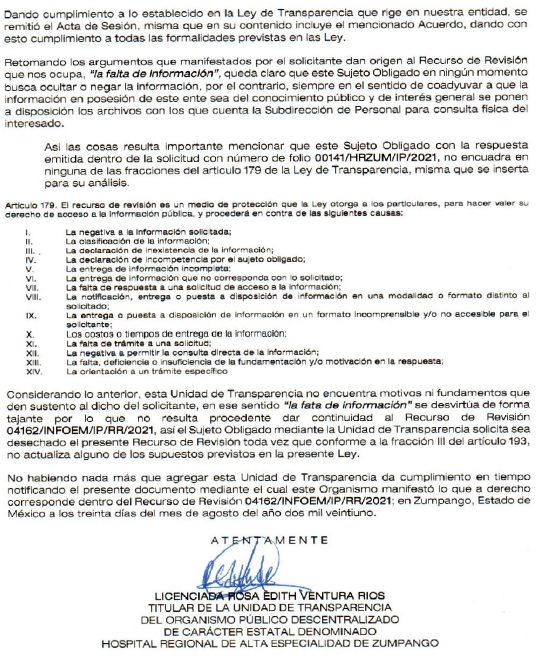 Dando cumplimiento a lo establecido en la Ley de Transparencia que rige en nuestra entidad, se
remitió el Acta de Sesión, misma que en su contenido incluye el mencionado Acuerdo, dando con
esto cumplimiento a todas las formalidades previstas en las Ley.
Retomando los argumentos que manifestados por el solicitante dan origen al Recurso de Revisión
que nos ocupa, "la falta de información", queda claro que este Sujeto Obligado en ningún momento
busca ocultar o negar la información, por el contrario, siempre en el sentido de coadyuvar a que la
información en posesión de este ente sea del conocimiento público y de interés general se ponen
a disposición los archivos con los que cuenta la Subdirección de Personal para consulta física del
interesado.
Asi las cosas resulta importante mencionar que este Sujeto Obligado con la respuesta
emitida dentro de la solicitud con número de folio 00141/HRZUM/IP/2021, no encuadra en
ninguna de las fracciones del artículo 179 de la Ley de Transparencia, misma que se inserta
para su análisis.
Artículo 179. El recurso de revisión es un medio de protección que la Ley otorga a los particulares, para hacer valer su
derecho de acceso a la información pública, y procederá en contra de las siguientes causas:
I. La negativa a la información solicitada;
II. La clasificación de la información;
III. La declaración de inexistencia de la información;
IV. La declaración de incompetencia por el sujeto obligado;
V. La entrega de información incompleta;
VI. La entrega de información que no corresponda con lo solicitado;
VII. La falta de respuesta a una solicitud de acceso a la información;
VIII. La notificación, entrega o puesta a disposición de información en una modalidad o formato distinto al
solicitado;
IX. La entrega o puesta a disposición de información en un formato incomprensible y/o no accesible para el
solicitante;
X. Los costos o tiempos de entrega de la información;
XI. La falta de trámite a una solicitud;
XII. La negativa a permitir la consulta directa de la información;
XIII. La falta, deficiencia o insuficiencia de la fundamentación y/o motivación en la respuesta;
XIV. La orientación a un trámite específico
Considerando lo anterior, esta Unidad de Transparencia no encuentra motivos ni fundamentos que
den sustento al dicho del solicitante, en ese sentido "la fata de información" se desvirtúa de forma
tajante por lo que no resulta procedente dar continuidad al Recurso de Revisión
04162/INFOEM/IP/RR/2021, así el Sujeto Obligado mediante la Unidad de Transparencia solicita sea
desechado el presente Recurso de Revisión toda vez que conforme a la fracción III del artículo 193,
no actualiza alguno de los supuestos previstos en la presente Ley.
No habiendo nada más que agregar esta Unidad de Transparencia da cumplimiento en tiempo
notificando el presente documento mediante el cual este Organismo manifestó lo que a derecho
corresponde dentro del Recurso de Revisión 04162/INFOEM/IP/RR/2021; en Zumpango, Estado de
México a los treinta días del mes de agosto del año dos mil veintiuno.
ATENTAMENTE
LICENCIADA ROSA EDITH VENTURA RIOS
TITULAR DE LA UNIDAD DE TRANSPARENCIA
DEL ORGANISMO PÚBLICO DESCENTRALIZADO
DE CARÁCTER ESTATAL DENOMINADO
HOSPITAL REGIONAL DE ALTA ESPECIALIDAD DE ZUMPANGO